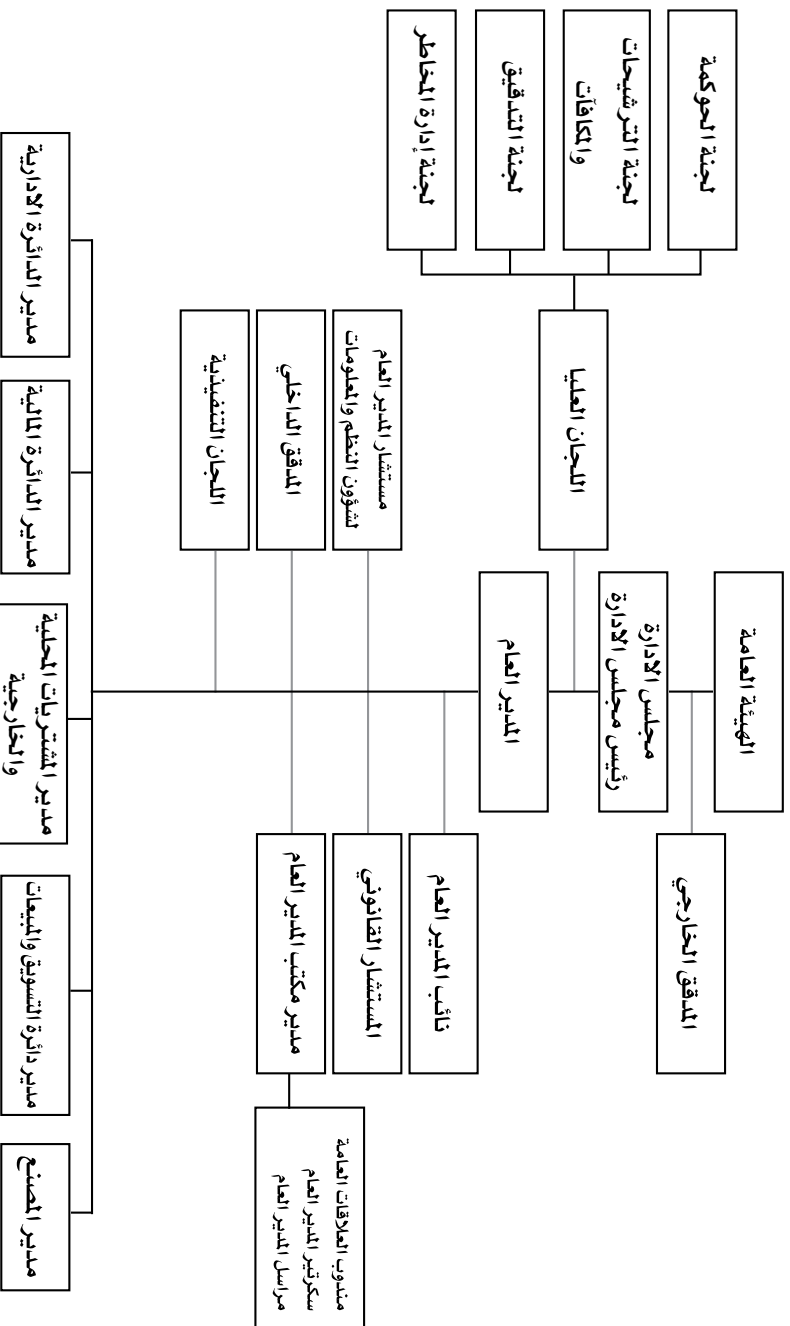 الهيئة العامة
المدقق الخارجي
مجلس الادارة
رئيس مجلس الادارة
اللجان العليا
لجنة الحوكمة
لجنة الترشيحات
والمكافآت
لجنة التدقيق
لجنة إدارة المخاطر
المدير العام
نائب المدير العام
مستشار المدير العام
لشؤون النظم والمعلومات
المستشار القانوني
المدقق الداخلي
مدير مكتب المدير العام
مندوب العلاقات العامة
سكرتير المدير العام
مراسل المدير العام
اللجان التنفيذية
مدير الدائرة الادارية
مدير الدائرة المالية
مدير المشتريات المحلية
والخارجية
مدير دائرة التسويق والمبيعات
مدير المصنع